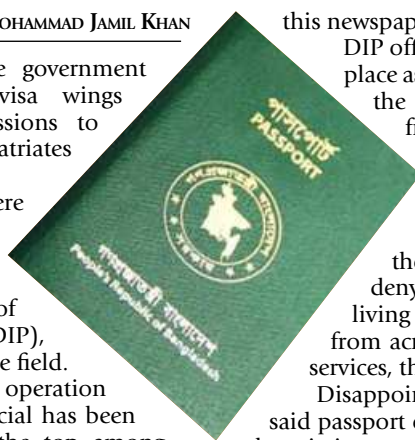 OHAMMAD JAMIL KHAN
e government
visa wings
ssions to
atriates
ere
of
DIP),
e field.
operation
cial has been
the top among
পাসপোর্ট
PASSPORT
গণপ্রজাতন্ত্রী বাংলাদেশ
People's Republic of Bangladesh
this newspap
DIP off
place as
the
fi
the
deny
living
from acr
services, th
Disappoin
said passport